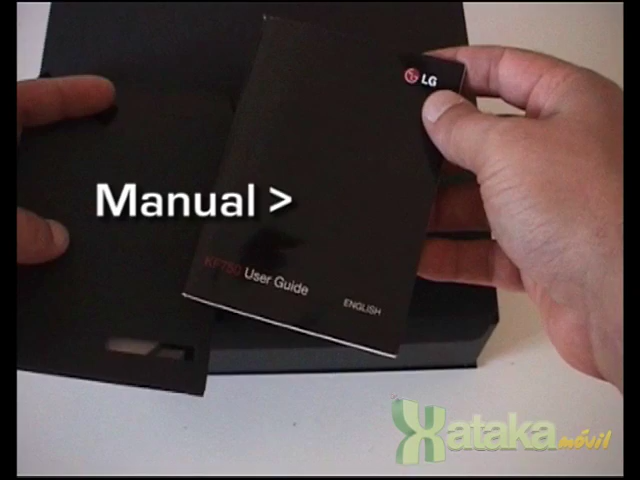 LG
Manual >
KF750 User Guide
ENGLISH
Xataka móvil